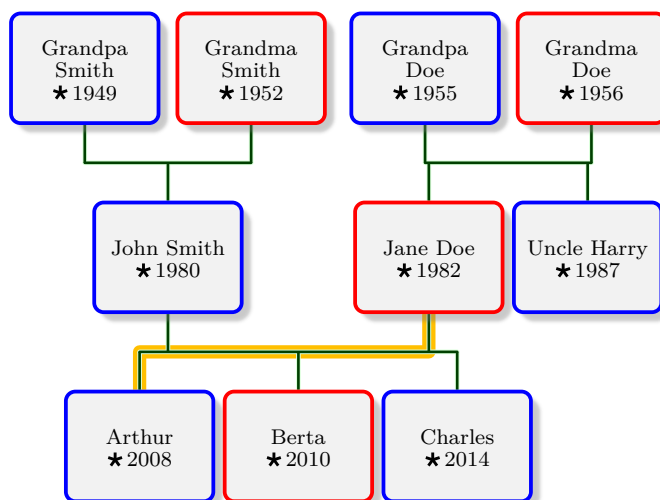 Grandpa
Smith
★1949
Grandma
Smith
★1952
Grandpa
Doe
★1955
Grandma
Doe
★1956
John Smith
★1980
Jane Doe
★1982
Uncle Harry
★1987
Arthur
★2008
Berta
★2010
Charles
★2014